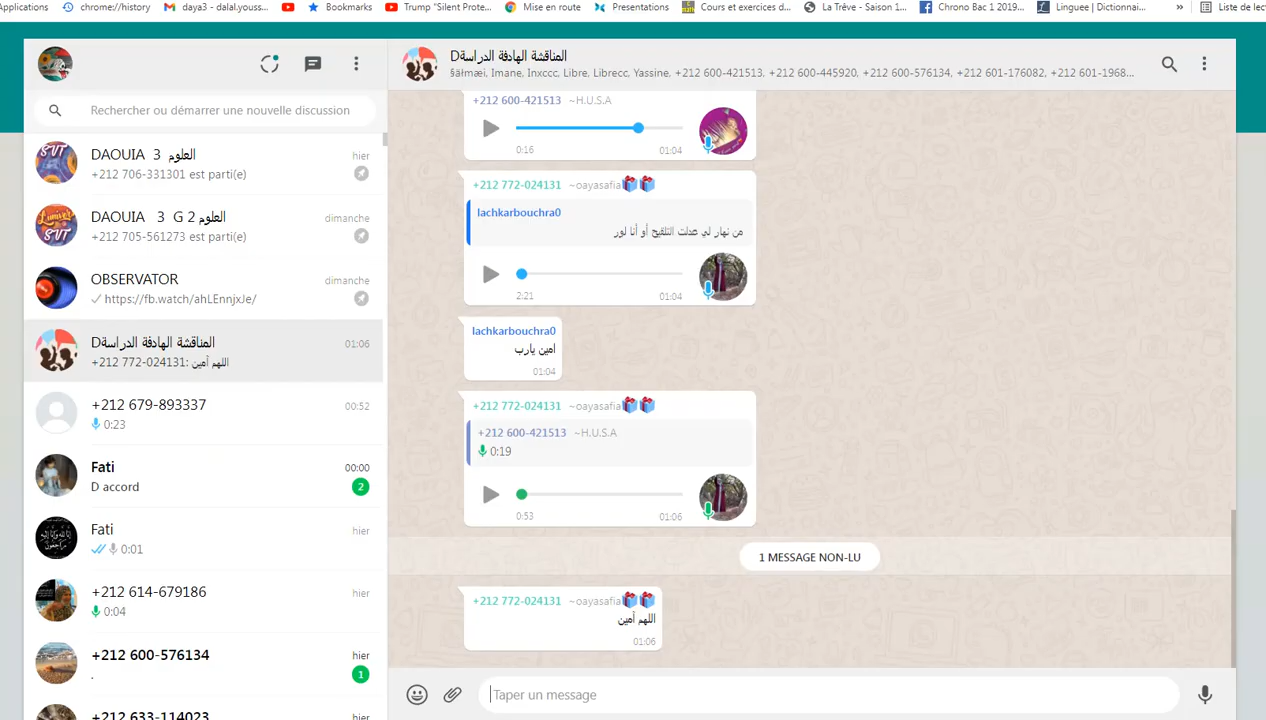 Applications
chrome://history
daya3 - dalal.youss...
Bookmarks
Trump "Silent Prote...
Mise en route
Presentations
Cours et exercices d...
La Trêve - Saison 1...
Chrono Bac 1 2019...
Linguee | Dictionnai...
»
Liste de lec
Rechercher ou démarrer une nouvelle discussion
DAOUIA 3 العلوم
hier
+212 706-331301 est parti(e)
DAOUIA 3 G 2 العلوم
dimanche
+212 705-561273 est parti(e)
OBSERVATOR
dimanche
https://fb.watch/ahLEnnjxJe/
المناقشة الهادفة الدراسةD
01:06
+212 772-024131: اللهم أمين
+212 679-893337
00:52
0:23
Fati
00:00
D accord
2
Fati
hier
0:01
+212 614-679186
hier
0:04
+212 600-576134
hier
.
1
+212 633-114023
hier
المناقشة الهادفة الدراسةD
Imane, Inxccc, Libre, Librecc, Yassine, +212 600-421513, +212 600-445920, +212 600-576134, +212 601-176082, +212 601-1968...
+212 600-421513 ~H.U.S.A
0:16
01:04
+212 772-024131 ~oayasafia🎁🎁
lachkarbouchra0
من نهار لي عدلت التلقيح أو أنا لور
2:21
01:04
lachkarbouchra0
امين يارب
01:04
+212 772-024131 ~oayasafia🎁🎁
+212 600-421513 ~H.U.S.A
0:19
0:53
01:06
1 MESSAGE NON-LU
+212 772-024131 ~oayasafia🎁🎁
اللهم أمين
01:06
Taper un message